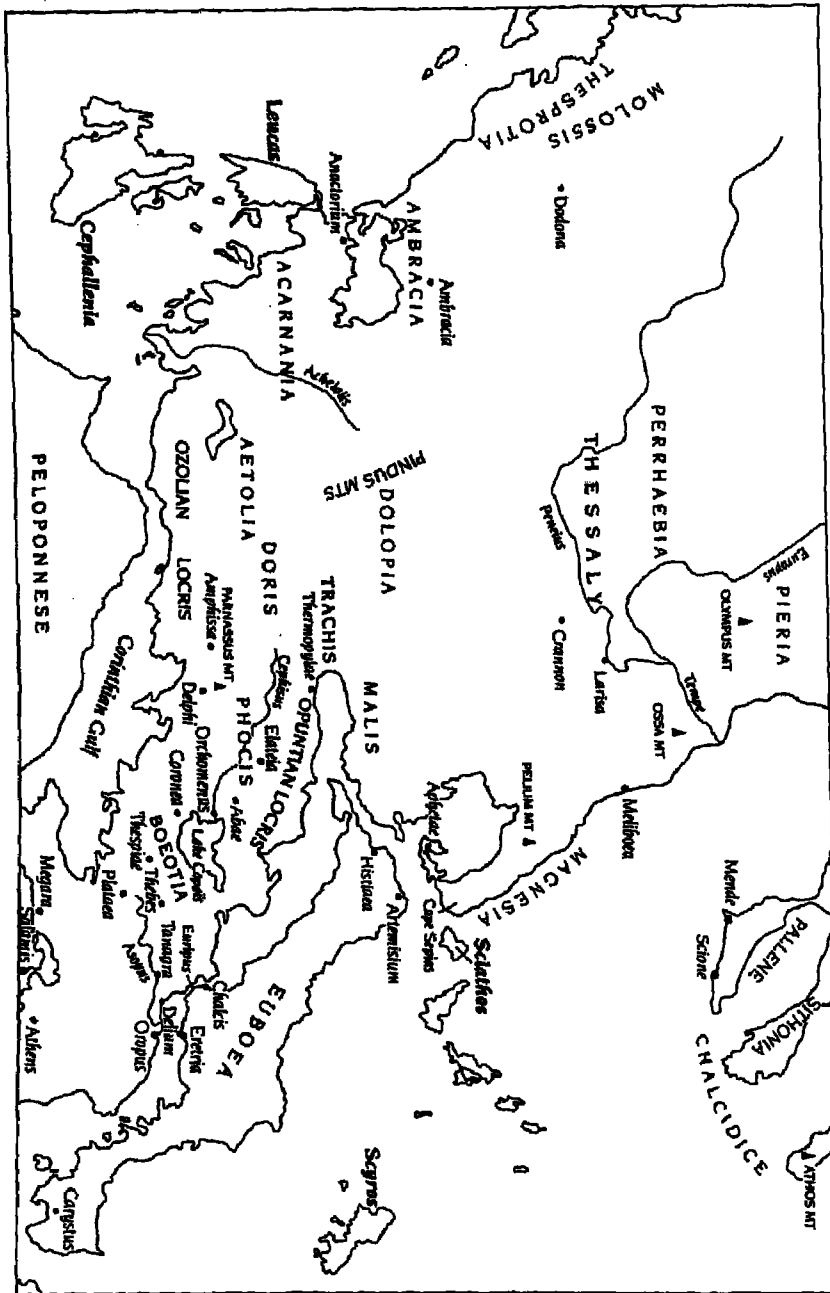 MOLOSSIS
THESPROTIA
Dodona
PERRHAEBIA
THESSALY
Peneius
Europus
PIERIA
OLYMPUS MT
Tempe
OSSA MT
Larisa
Crannon
Meliboea
PELIUM MT
MAGNESIA
Mende
PALLENE
Scione
SITHONIA
CHALCIDICE
ATHOS MT
Leucas
Anactorium
AMBRACIA
Ambracia
ACARNANIA
Achelous
Cephallenia
PINDUS MTS
DOLOPIA
AETOLIA
DORIS
TRACHIS
Thermopylae
MALIS
OZOLIAN
LOCRIS
PARNASSUS MT
Amphissa
Delphi
Cephisus
Elateia
PHOCIS
OPUNTIAN LOCRIS
Abae
Orchomenus
Coronea
Lake Copais
BOEOTIA
Thespiae
Thebes
Plataea
Tanagra
Asopus
Euripus
Chalcis
Delium
Eretria
Oropus
EUBOEA
Aphetae
Cape Sepias
Histiaea
Artemisium
Sciathos
Scyros
PELOPONNESE
Corinthian Gulf
Megara
Salamis
Athens
Carystus